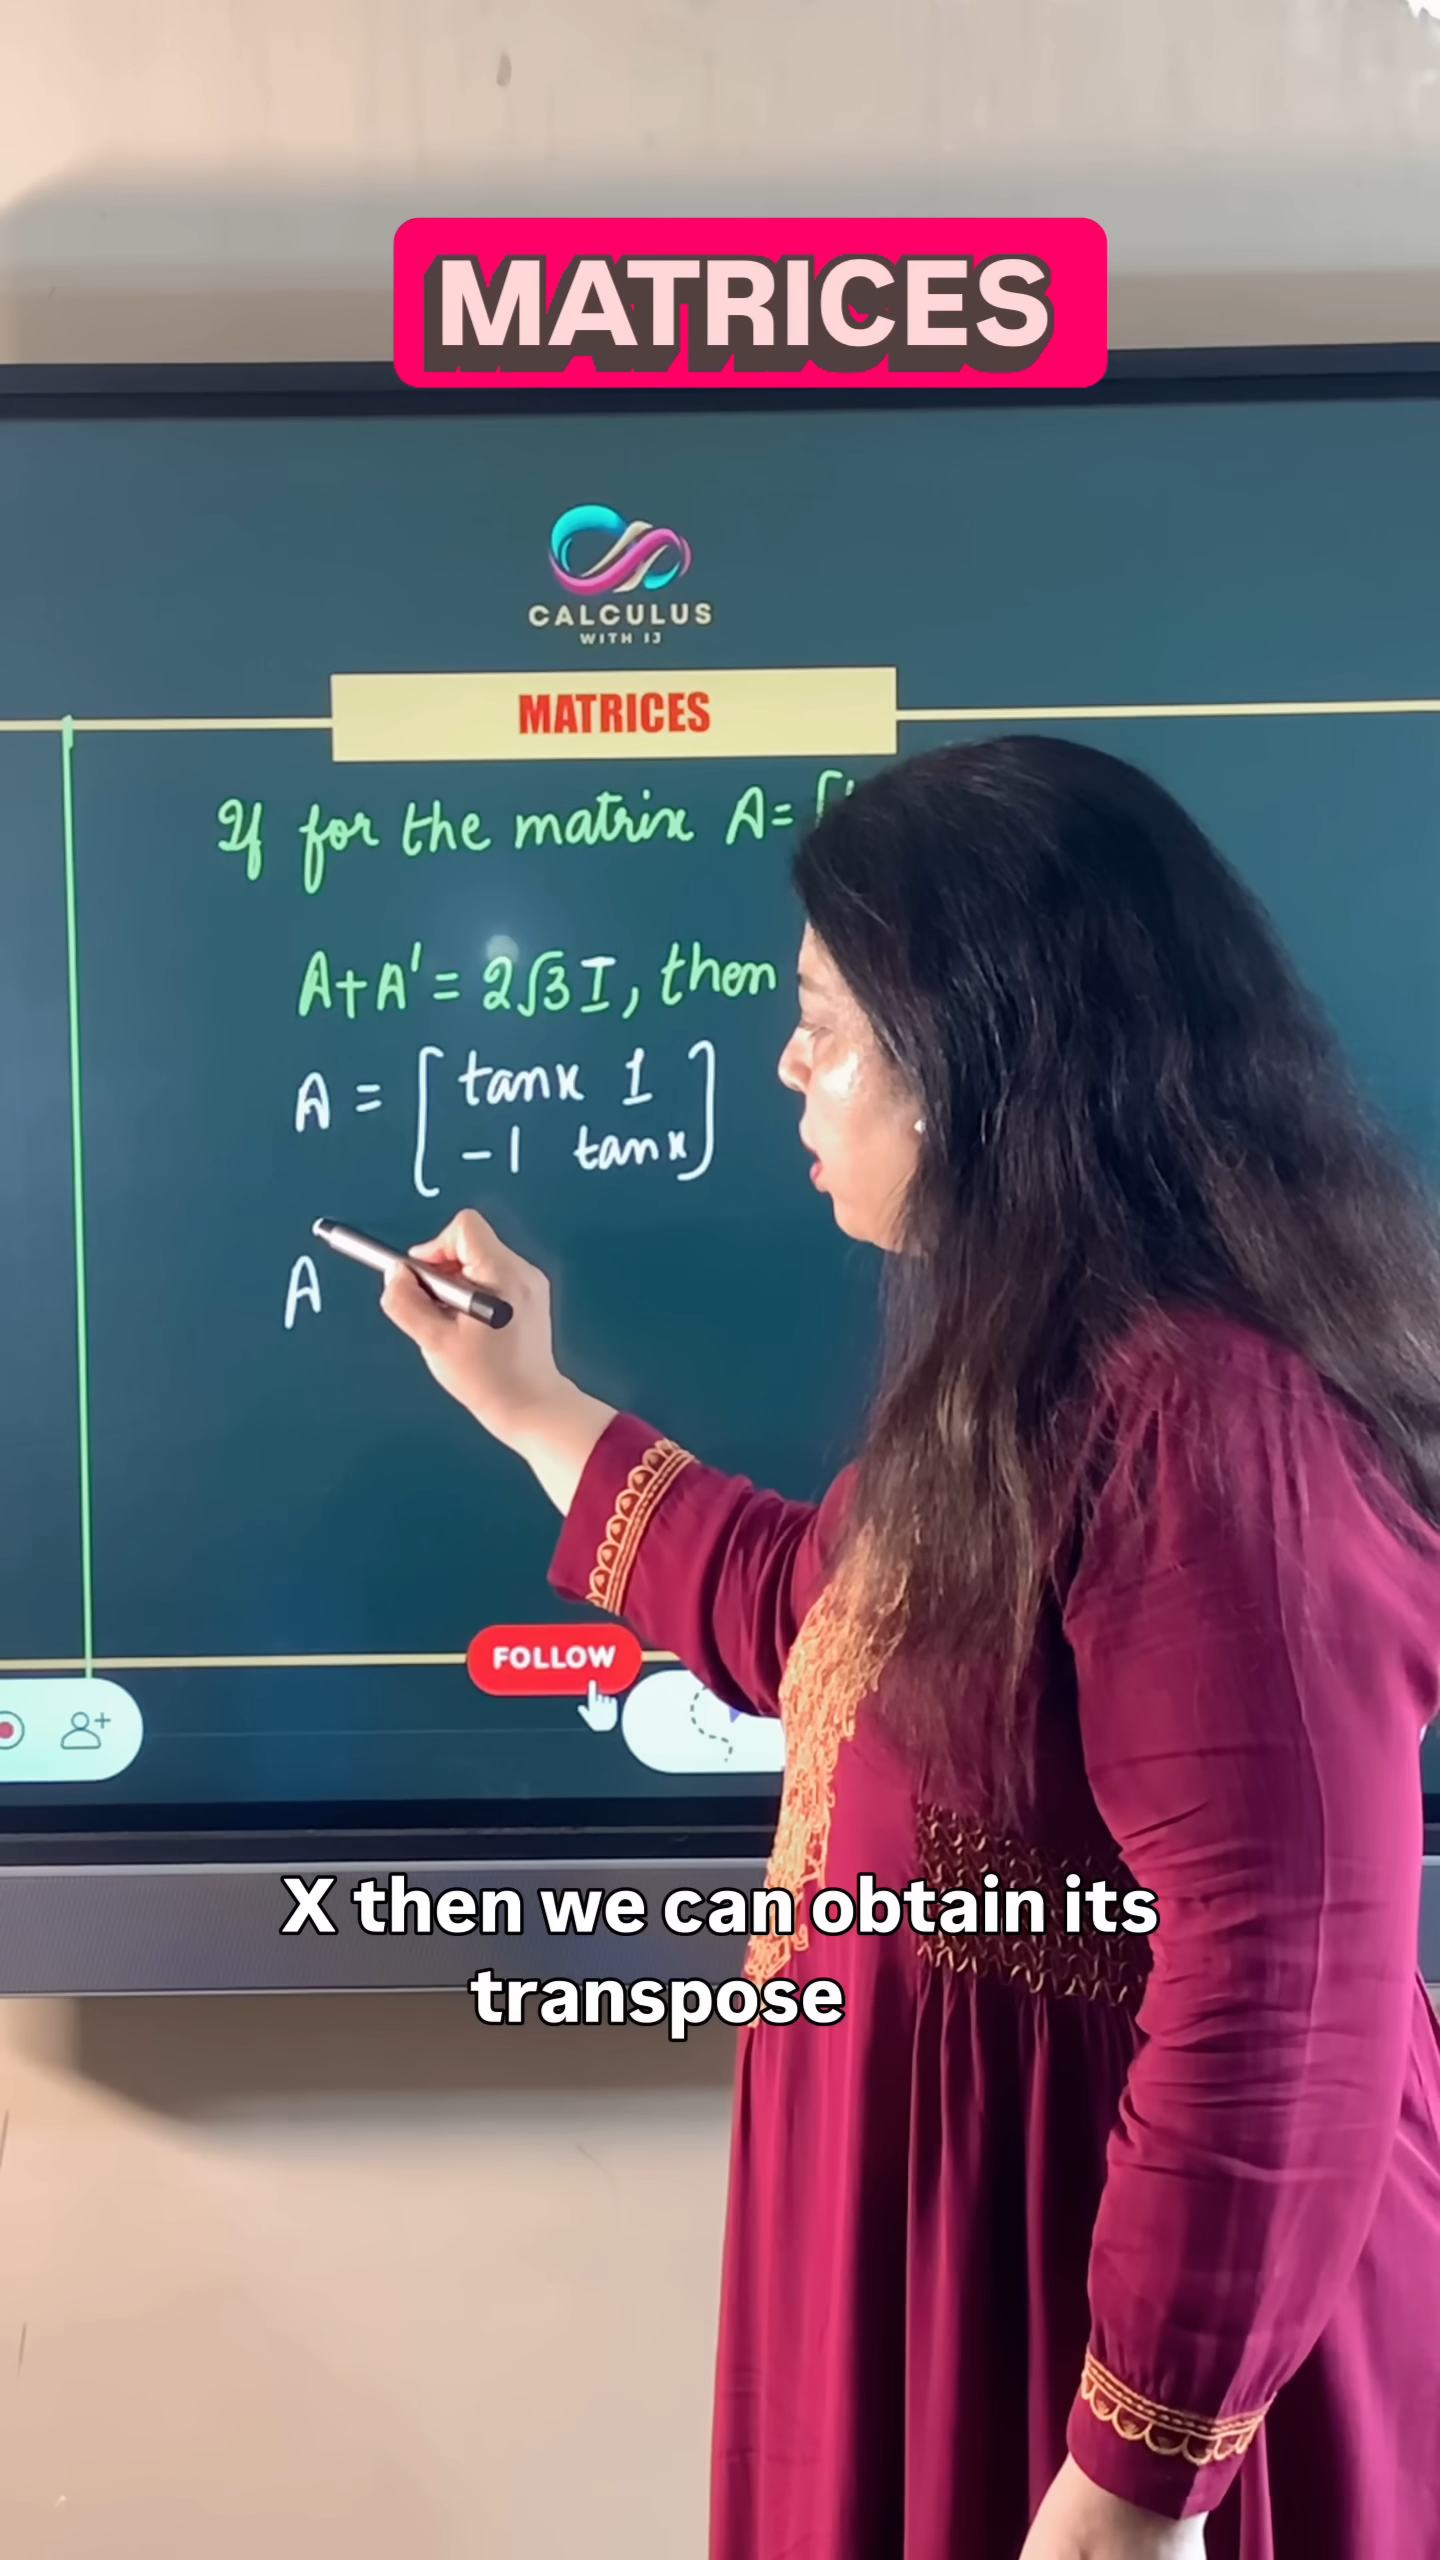 MATRICES
CALCULUS
WITH IJ
MATRICES
If for the matrix A = [
A+A' = 2√3 I, then
A = [tanx 1
-1 tanx]
A
FOLLOW
X then we can obtain its
transpose